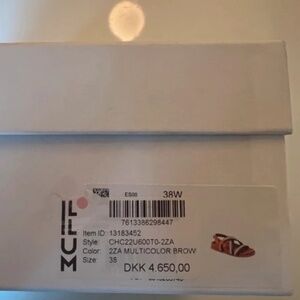 ILLUM
ES00
38W
7613386298447
Item ID: 13183452
Style: CHC22U600T0-2ZA
Color: 2ZA MULTICOLOR BROW
Size: 38
DKK 4.650,00